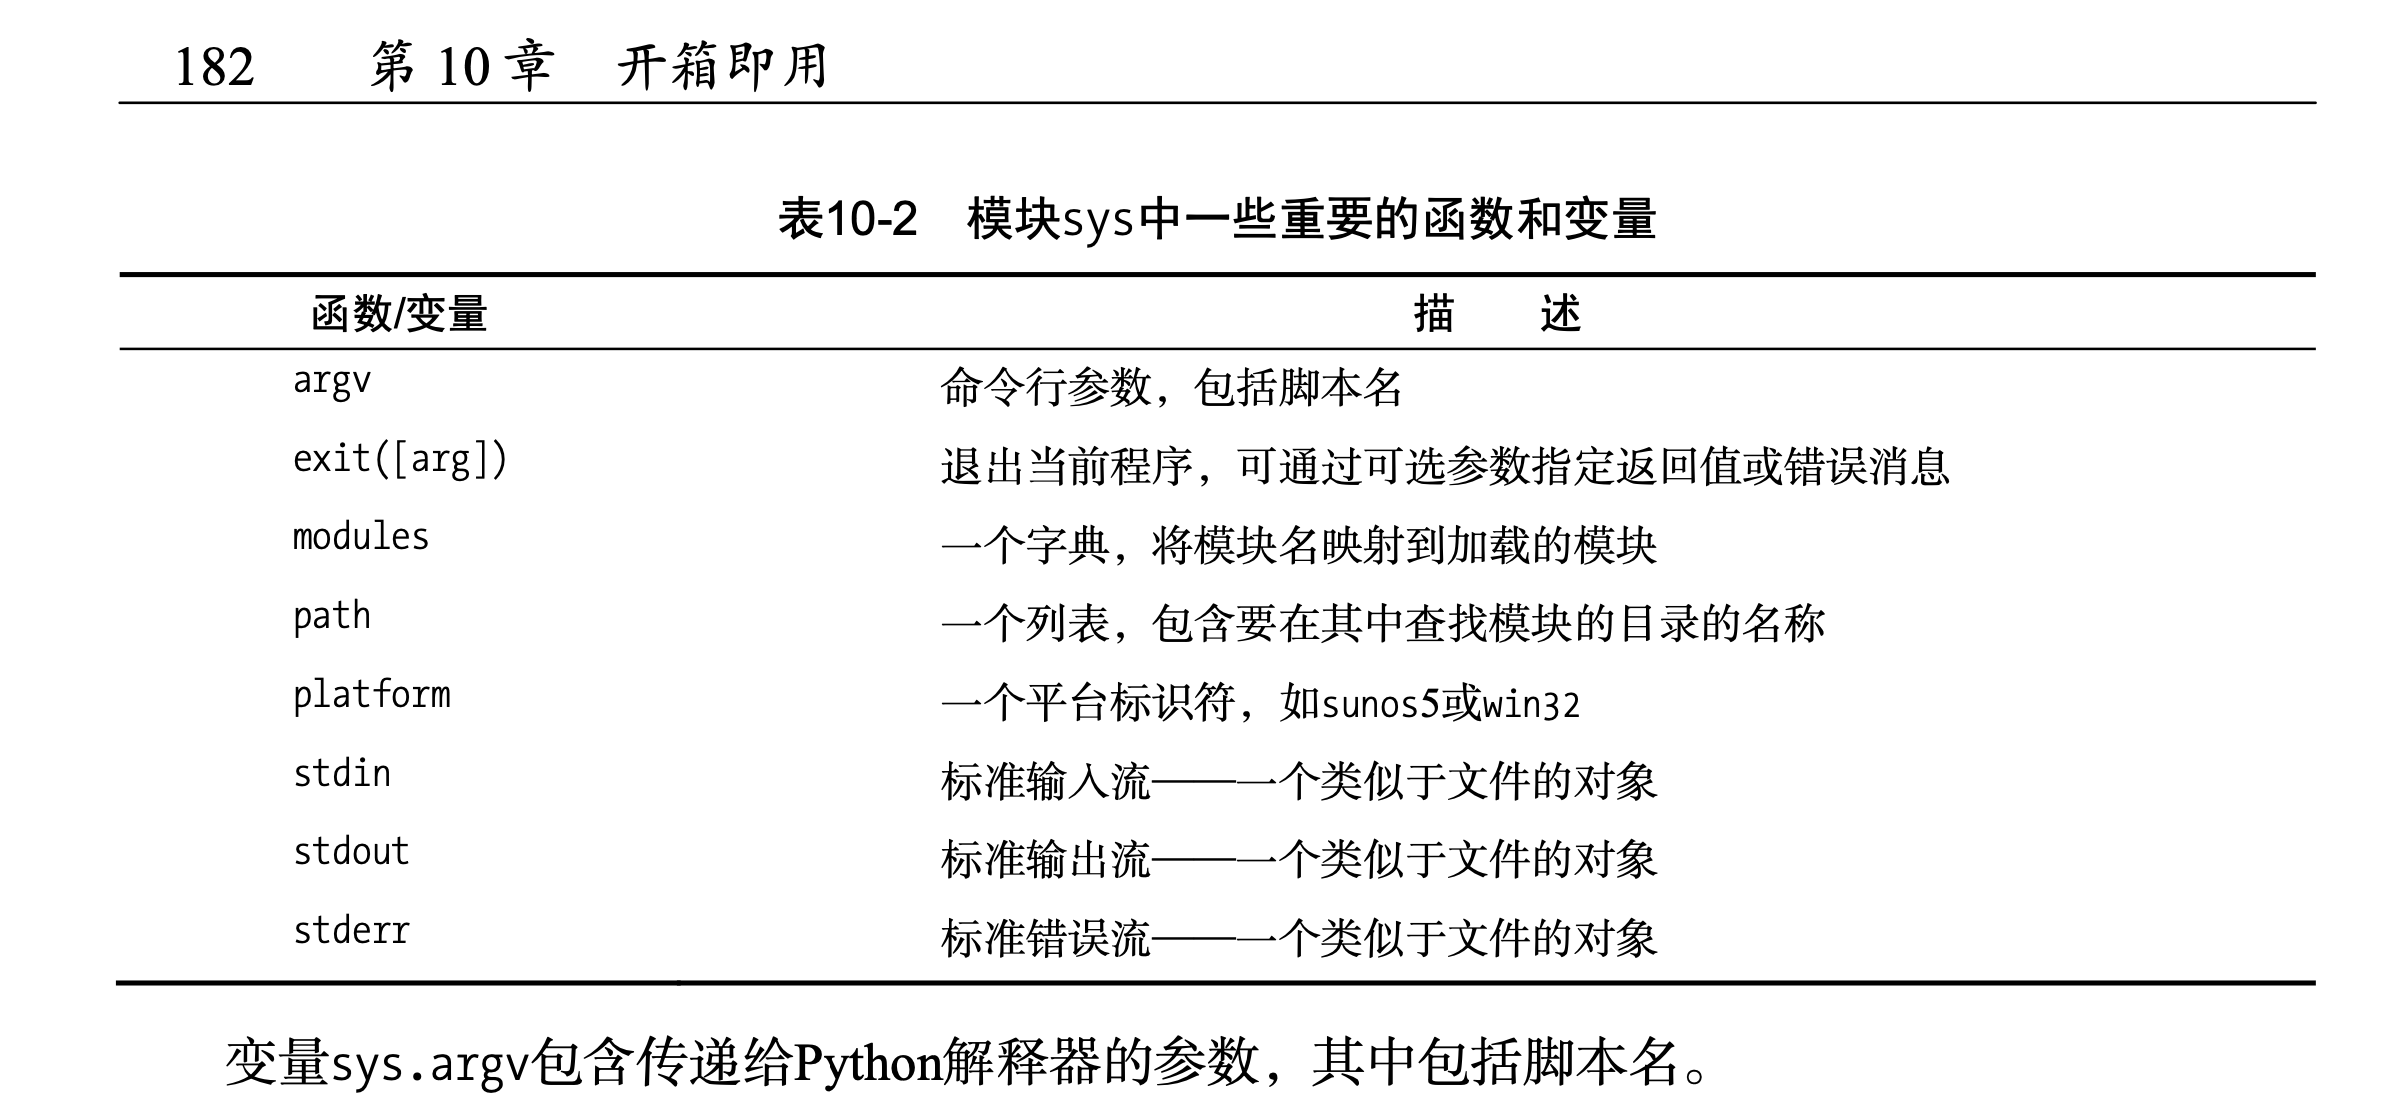 182 第 10 章 开箱即用
表10-2 模块sys中一些重要的函数和变量
函数/变量 描 述
argv 命令行参数，包括脚本名
exit([arg]) 退出当前程序，可通过可选参数指定返回值或错误消息
modules 一个字典，将模块名映射到加载的模块
path 一个列表，包含要在其中查找模块的目录的名称
platform 一个平台标识符，如sunos5或win32
stdin 标准输入流——一个类似于文件的对象
stdout 标准输出流——一个类似于文件的对象
stderr 标准错误流——一个类似于文件的对象
变量sys.argv包含传递给Python解释器的参数，其中包括脚本名。